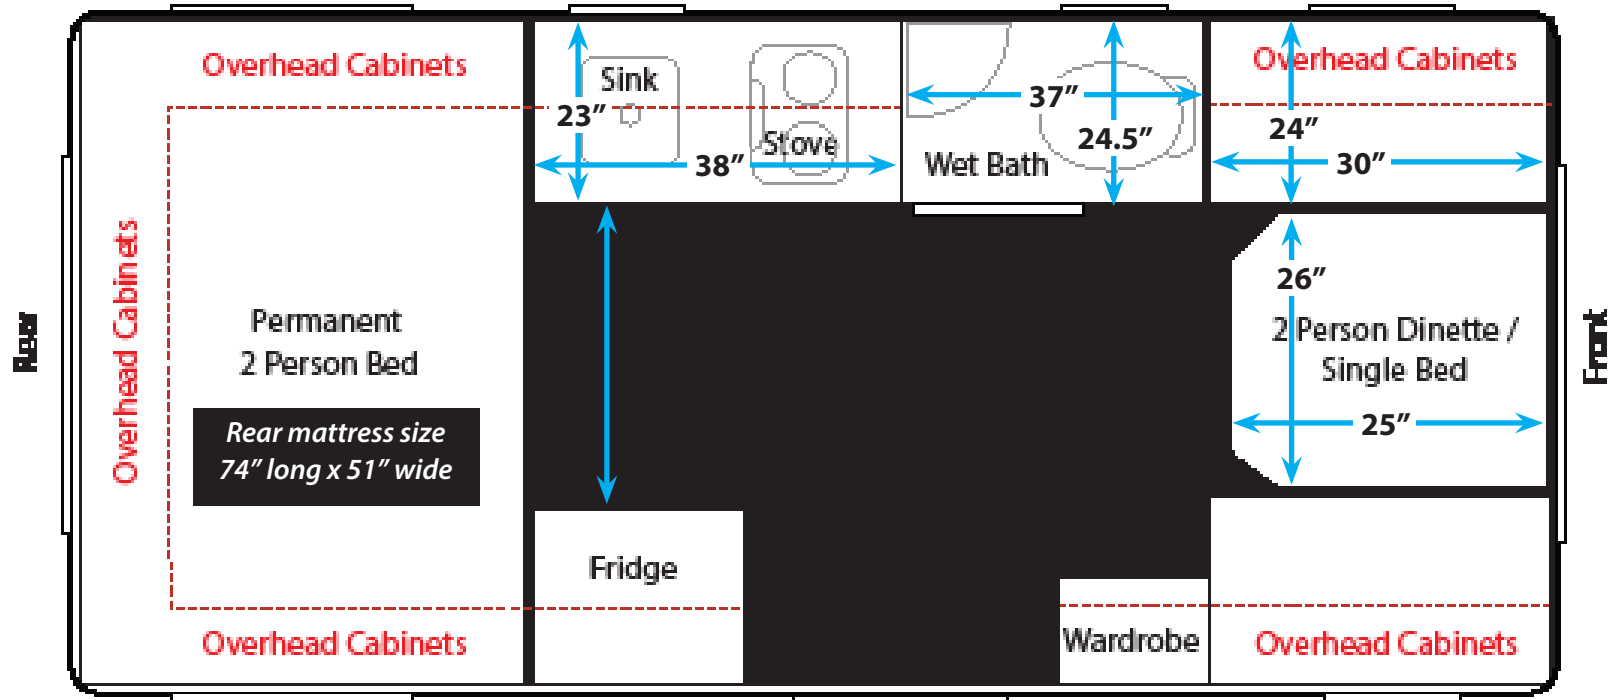 Overhead Cabinets
Sink
23”
38”
Stove
37”
24.5”
Wet Bath
Overhead Cabinets
24”
30”
Rear
Overhead Cabinets
Permanent
2 Person Bed
Rear mattress size
74” long x 51” wide
26”
2 Person Dinette /
Single Bed
25”
Front
Fridge
Overhead Cabinets
Wardrobe
Overhead Cabinets